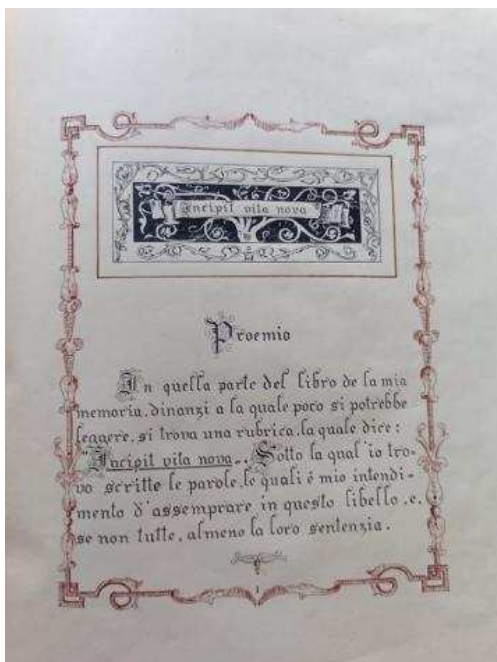 Incipit vita nova
Proemio
In quella parte del libro de la mia
memoria, dinanzi a la quale poco si potrebbe
leggere, si trova una rubrica, la quale dice:
"Incipit vita nova". Sotto la qual'io tro-
vo scritte le parole, le quali é mio intendi-
mento d'assemprare in questo libello, e,
se non tutte, almeno la loro sentenzia.
1